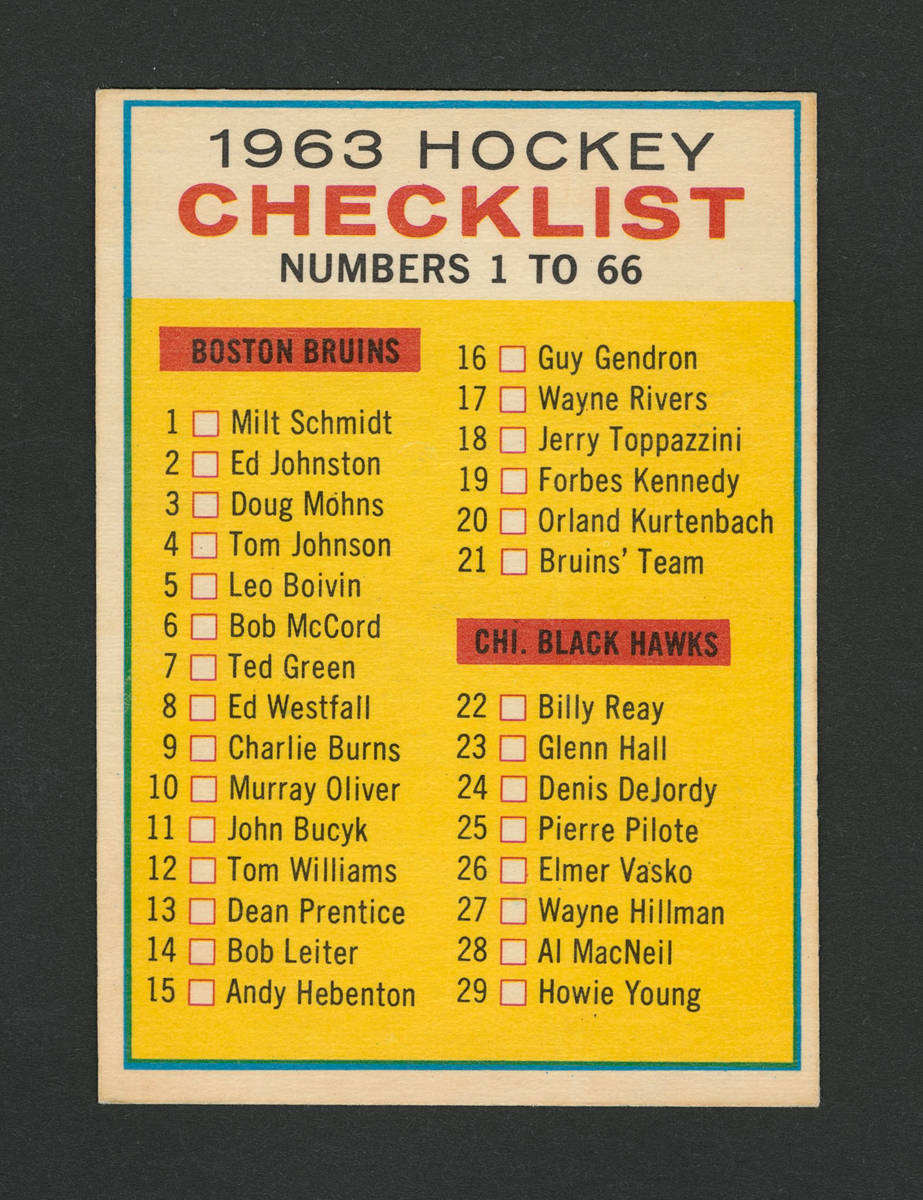 1963 HOCKEY
CHECKLIST
NUMBERS 1 TO 66
BOSTON BRUINS
1 Milt Schmidt
2 Ed Johnston
3 Doug Mohns
4 Tom Johnson
5 Leo Boivin
6 Bob McCord
7 Ted Green
8 Ed Westfall
9 Charlie Burns
10 Murray Oliver
11 John Bucyk
12 Tom Williams
13 Dean Prentice
14 Bob Leiter
15 Andy Hebenton
16 Guy Gendron
17 Wayne Rivers
18 Jerry Toppazzini
19 Forbes Kennedy
20 Orland Kurtenbach
21 Bruins' Team
CHI. BLACK HAWKS
22 Billy Reay
23 Glenn Hall
24 Denis DeJordy
25 Pierre Pilote
26 Elmer Vasko
27 Wayne Hillman
28 Al MacNeil
29 Howie Young